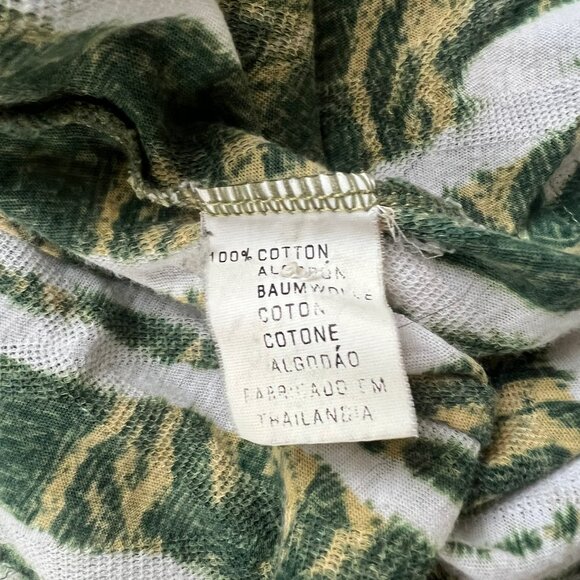 100% COTTON
ALGODÓN
BAUMWOLLE
COTON
COTONE
ALGODÃO
FABRICADO EM
THAILANDIA